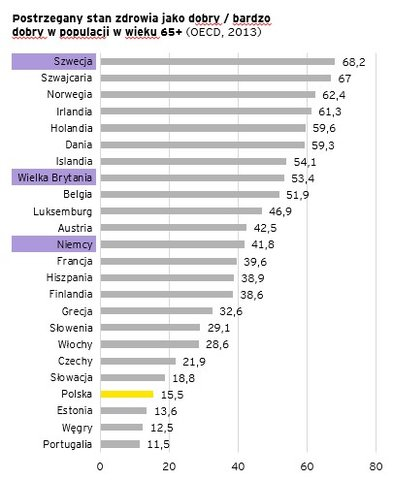 Postrzegany stan zdrowia jako dobry / bardzo
dobry w populacji w wieku 65+ (OECD, 2013)
Szwecja 68,2
Szwajcaria 67
Norwegia 62,4
Irlandia 61,3
Holandia 59,6
Dania 59,3
Islandia 54,1
Wielka Brytania 53,4
Belgia 51,9
Luksemburg 46,9
Austria 42,5
Niemcy 41,8
Francja 39,6
Hiszpania 38,9
Finlandia 38,6
Grecja 32,6
Słowenia 29,1
Włochy 28,6
Czechy 21,9
Słowacja 18,8
Polska 15,5
Estonia 13,6
Węgry 12,5
Portugalia 11,5
0 20 40 60 80